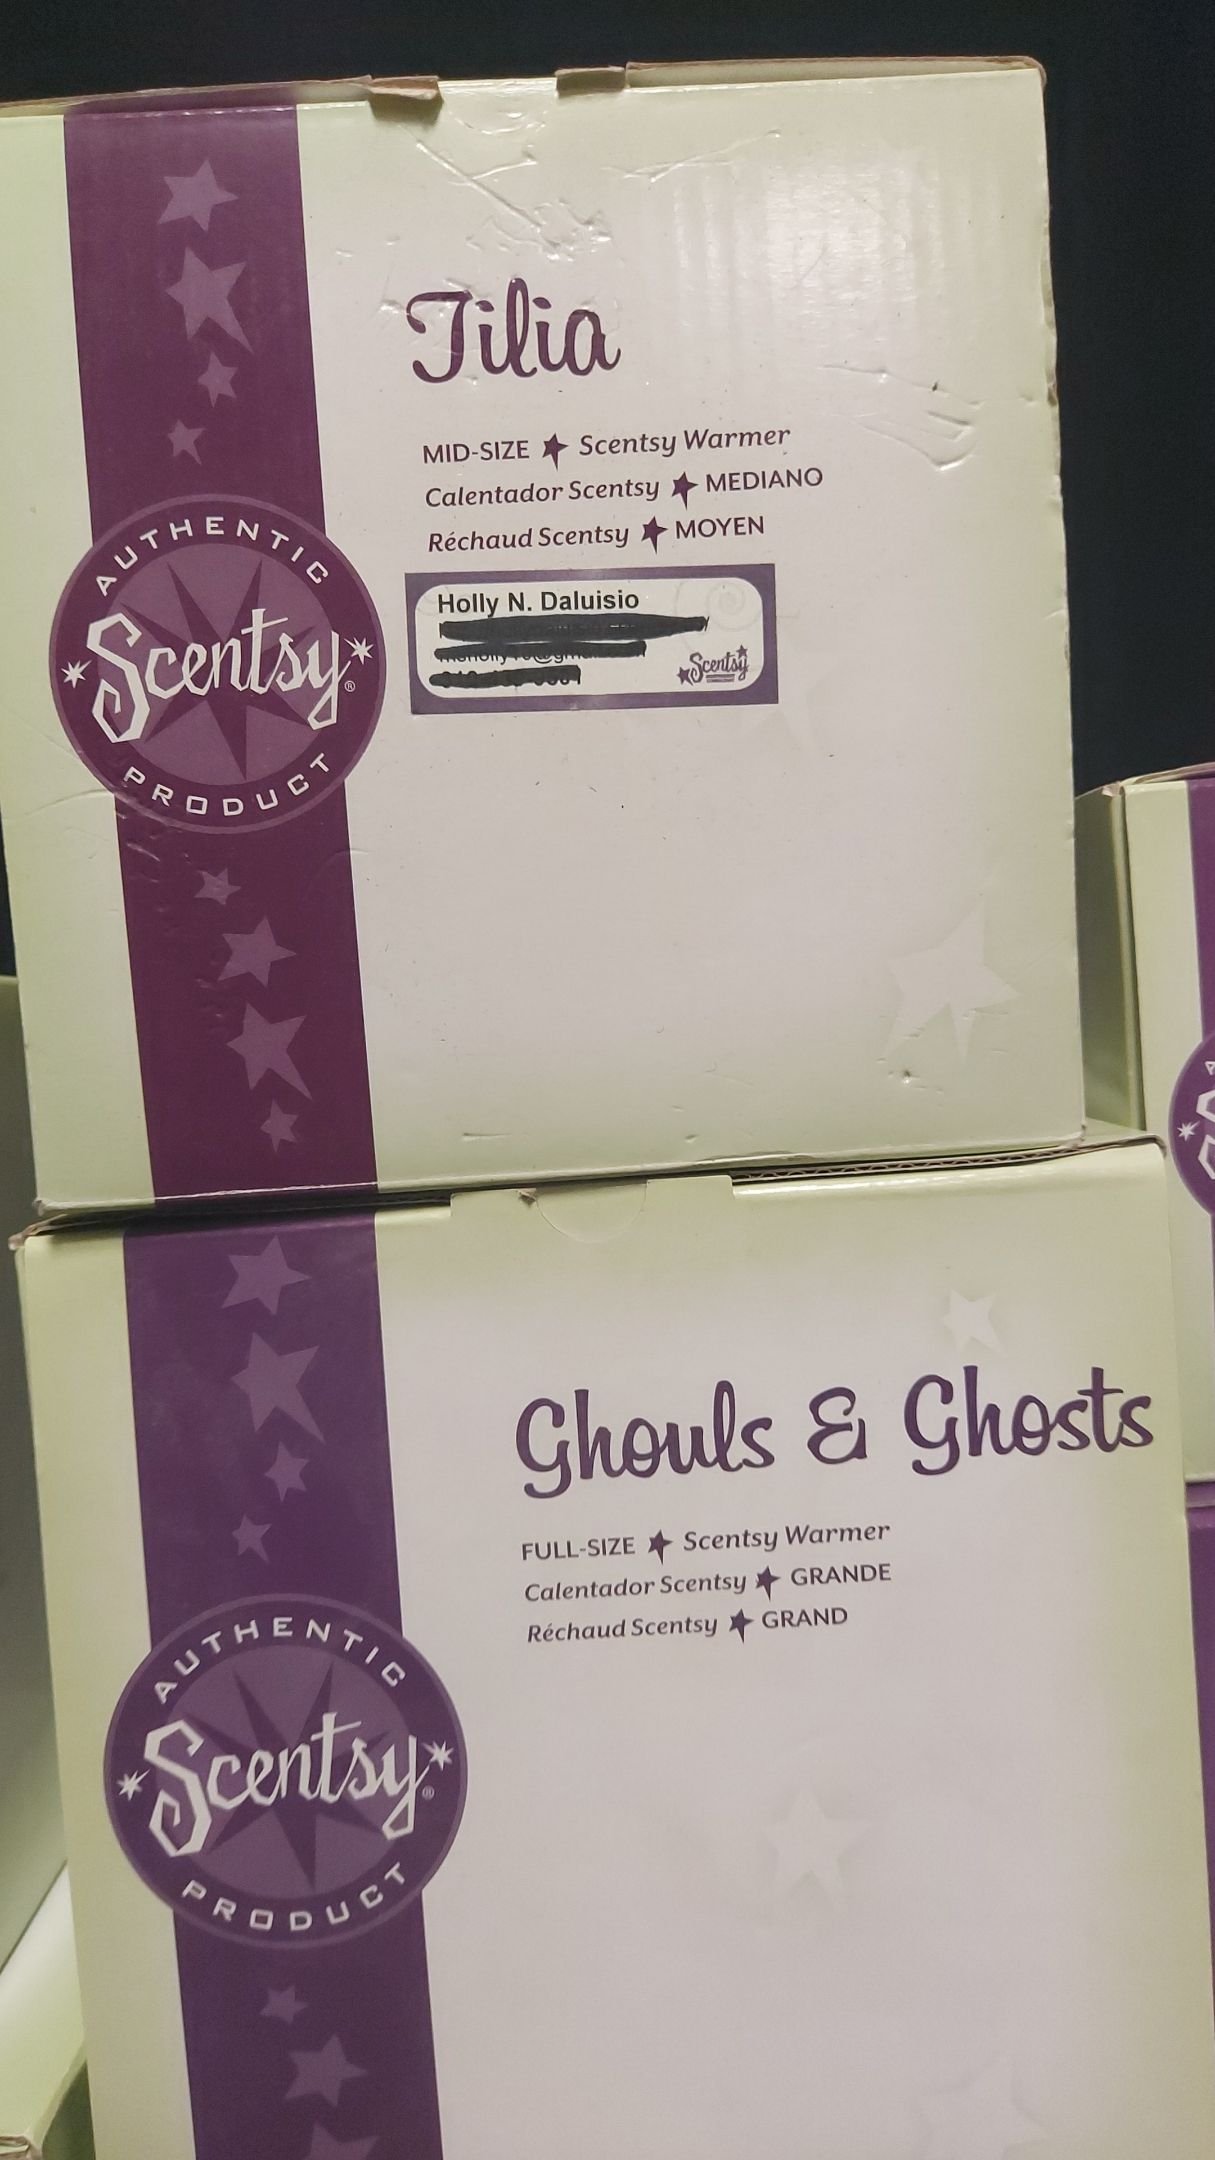 Tilia
MID-SIZE Scentsy Warmer
Calentador Scentsy MEDIANO
Réchaud Scentsy MOYEN
AUTHENTIC
Scentsy®
PRODUCT
Holly N. Daluisio
Scentsy
Ghouls & Ghosts
FULL-SIZE Scentsy Warmer
Calentador Scentsy GRANDE
Réchaud Scentsy GRAND
AUTHENTIC
Scentsy®
PRODUCT